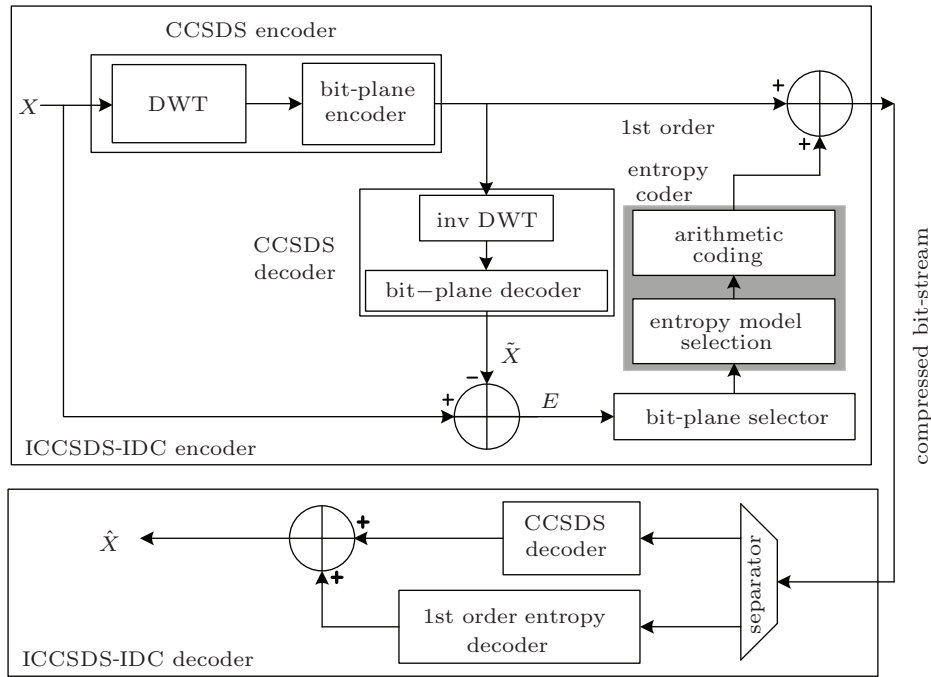 CCSDS encoder
X
DWT
bit-plane
encoder
+
1st order
+
entropy
coder
inv DWT
CCSDS
decoder
bit−plane decoder
arithmetic
coding
entropy model
selection
X̃
−
+
E
bit-plane selector
ICCSDS-IDC encoder
compressed bit-stream
X̂
+
CCSDS
decoder
separator
+
1st order entropy
decoder
ICCSDS-IDC decoder